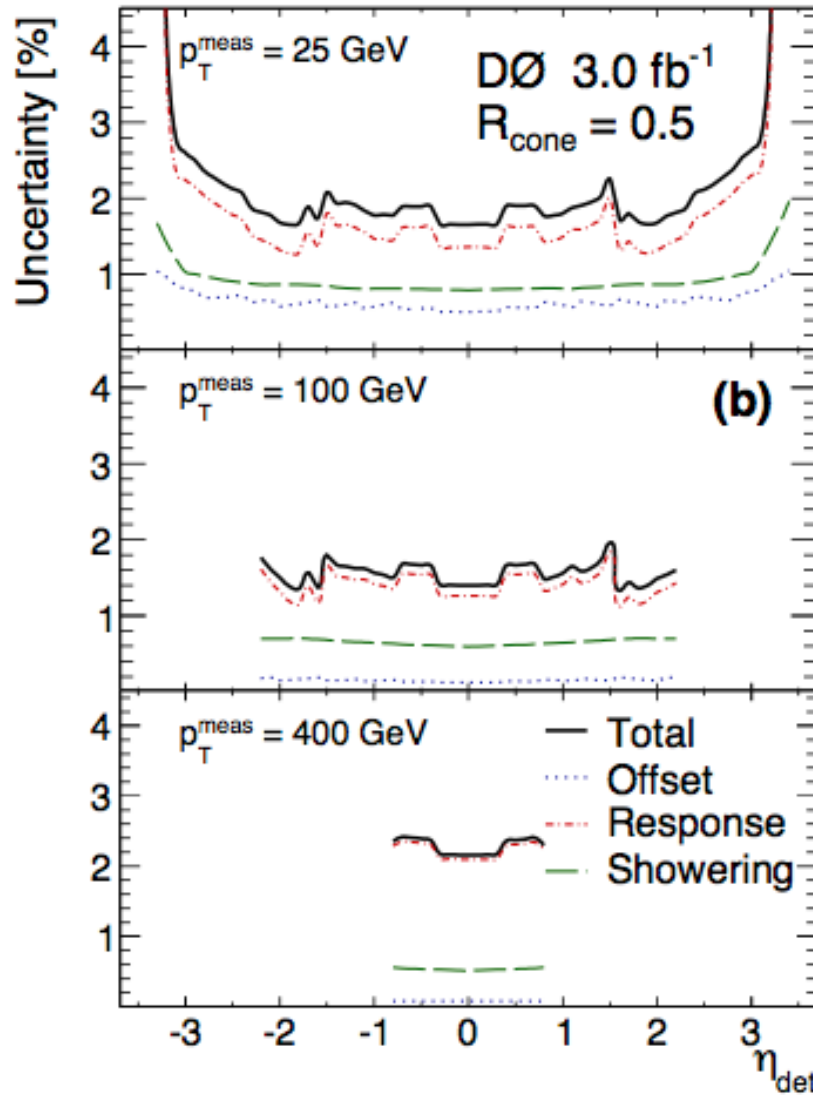 Uncertainty [%]
p_T^meas = 25 GeV
DØ 3.0 fb⁻¹
R_cone = 0.5
4
3
2
1
p_T^meas = 100 GeV
(b)
4
3
2
1
p_T^meas = 400 GeV
Total
Offset
Response
Showering
4
3
2
1
-3 -2 -1 0 1 2 3
η_det